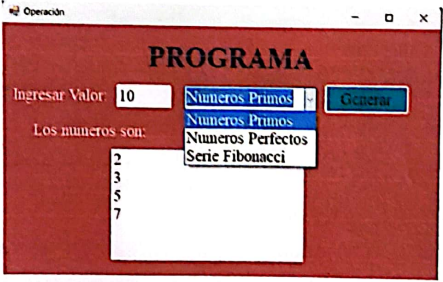 Operación
PROGRAMA
Ingresar Valor: 10 Numeros Primos Generar
Numeros Primos
Numeros Perfectos
Serie Fibonacci
Los numeros son:
2
3
5
7